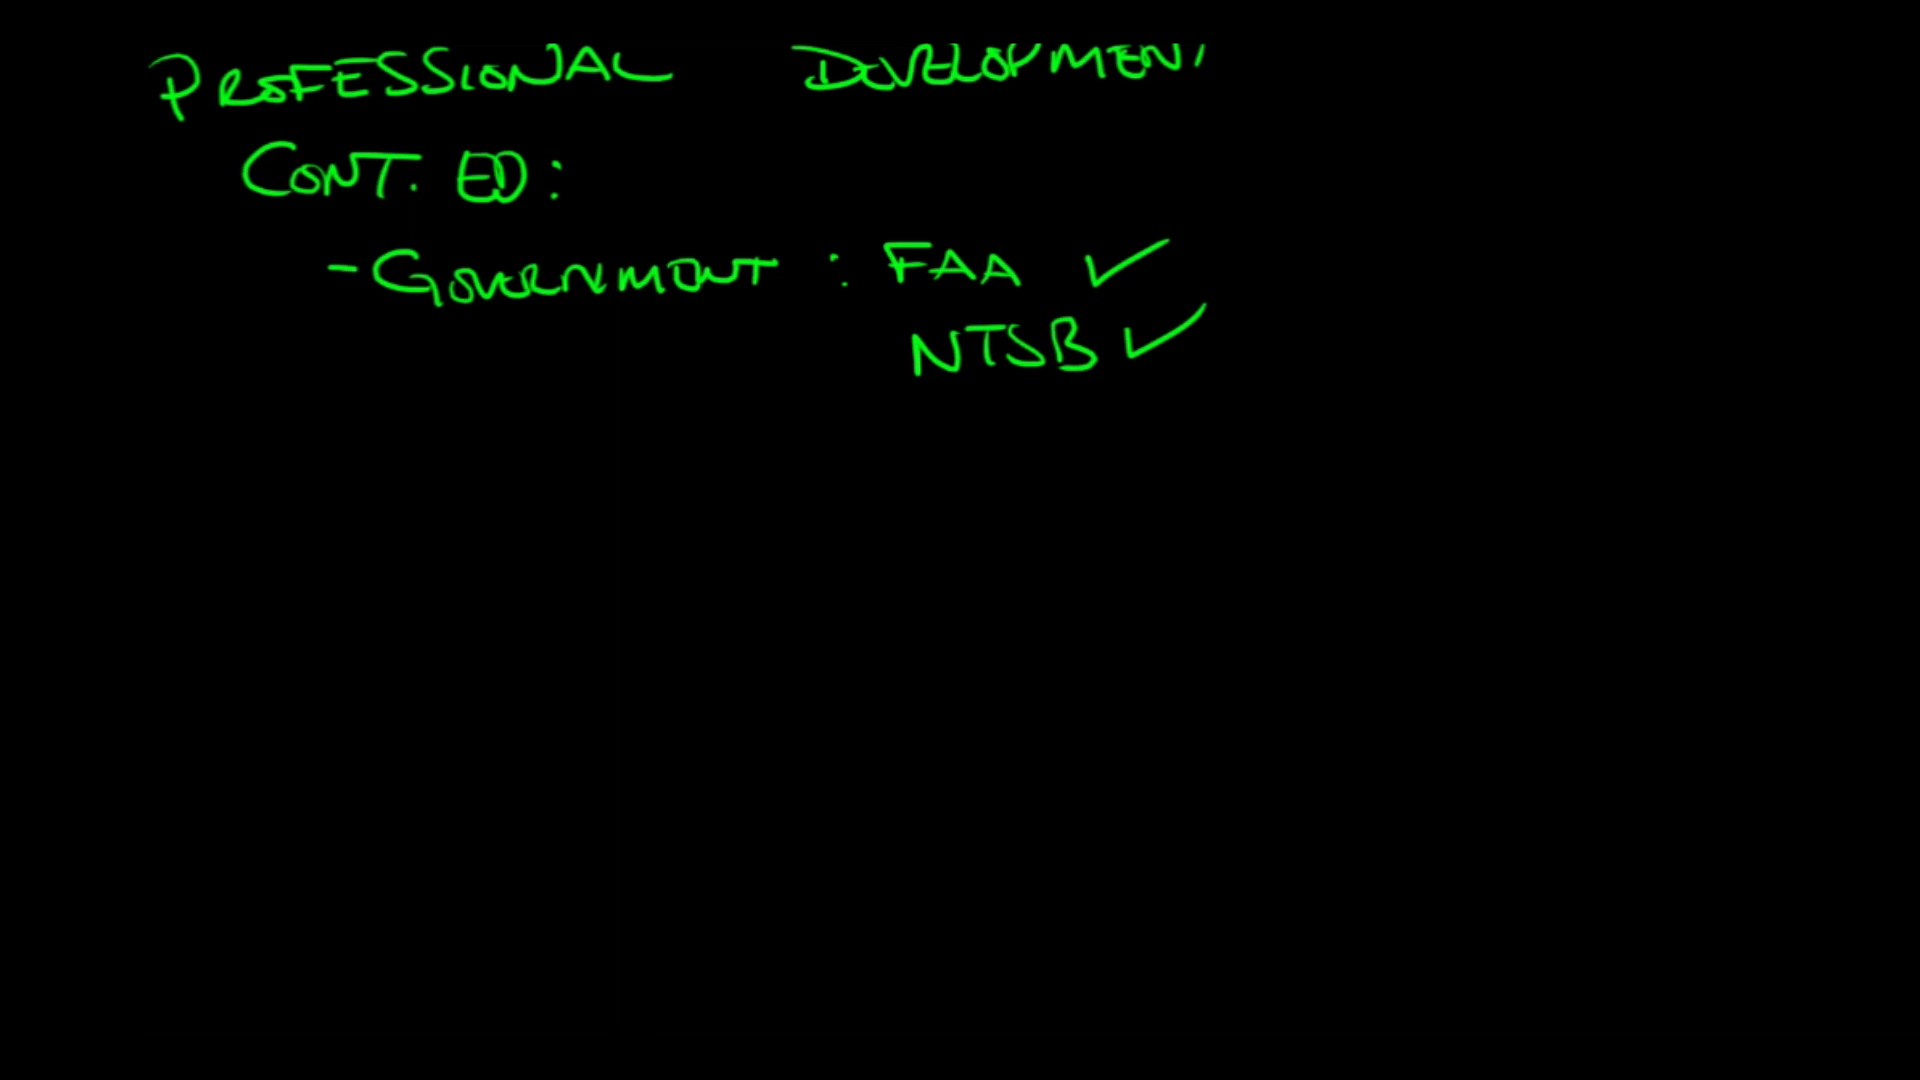 PROFESSIONAL DEVELOPMENT
CONT. ED:
- GOVERNMENT : FAA ✓
NTSB ✓